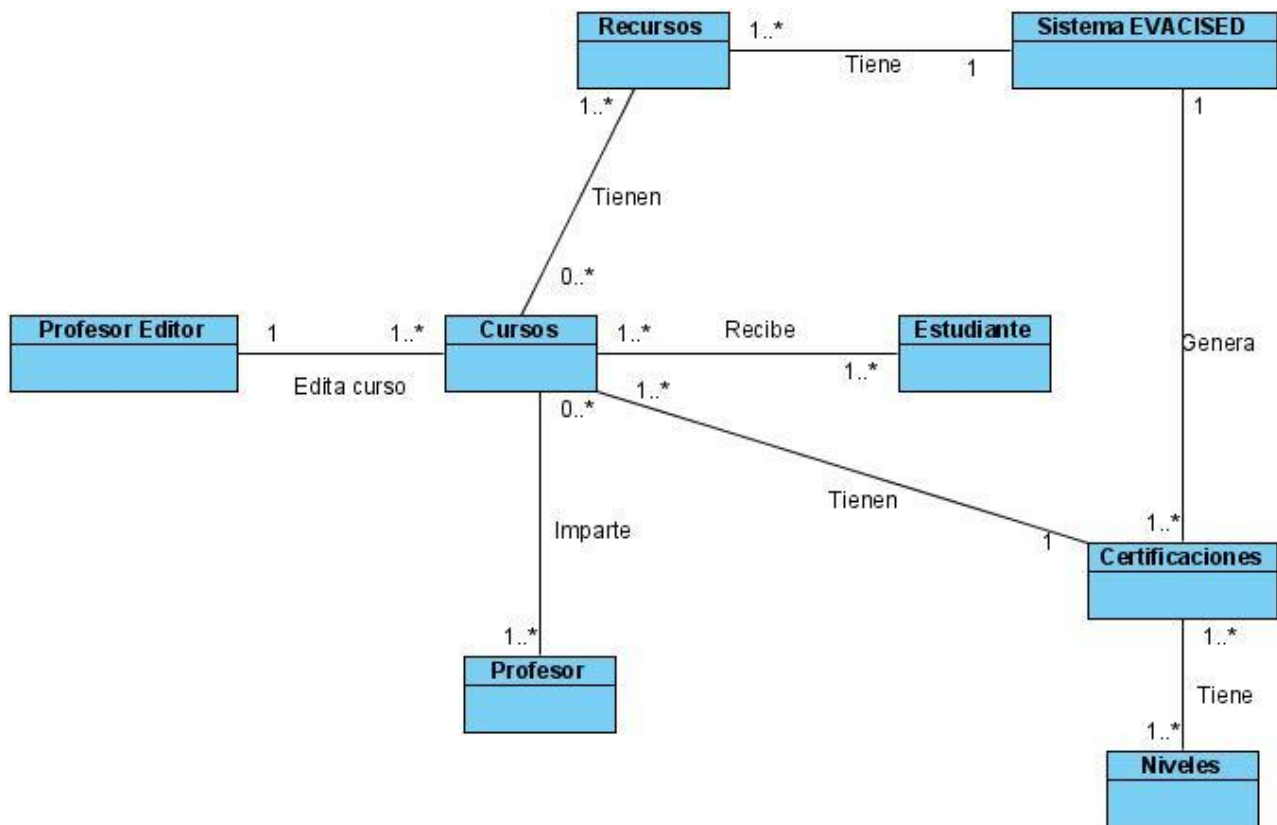 Recursos
1..*
Tiene
1
Sistema EVACISED
1..*
1
Tienen
0..*
Profesor Editor
1
1..*
Edita curso
Cursos
1..*
Recibe
1..*
Estudiante
Genera
0..*
1..*
Tienen
1
1..*
Certificaciones
Imparte
1..*
Profesor
1..*
Tiene
1..*
Niveles